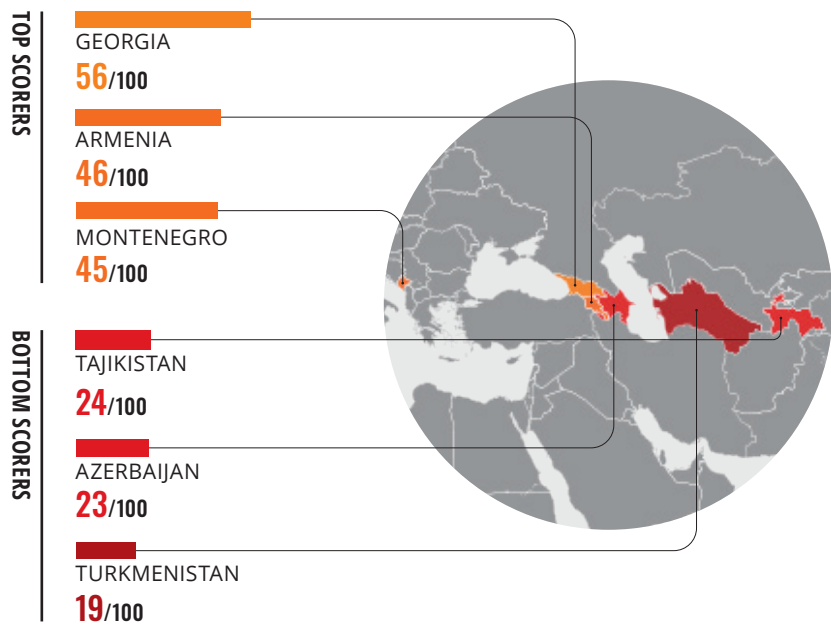 TOP SCORERS
GEORGIA
56/100
ARMENIA
46/100
MONTENEGRO
45/100
BOTTOM SCORERS
TAJIKISTAN
24/100
AZERBAIJAN
23/100
TURKMENISTAN
19/100